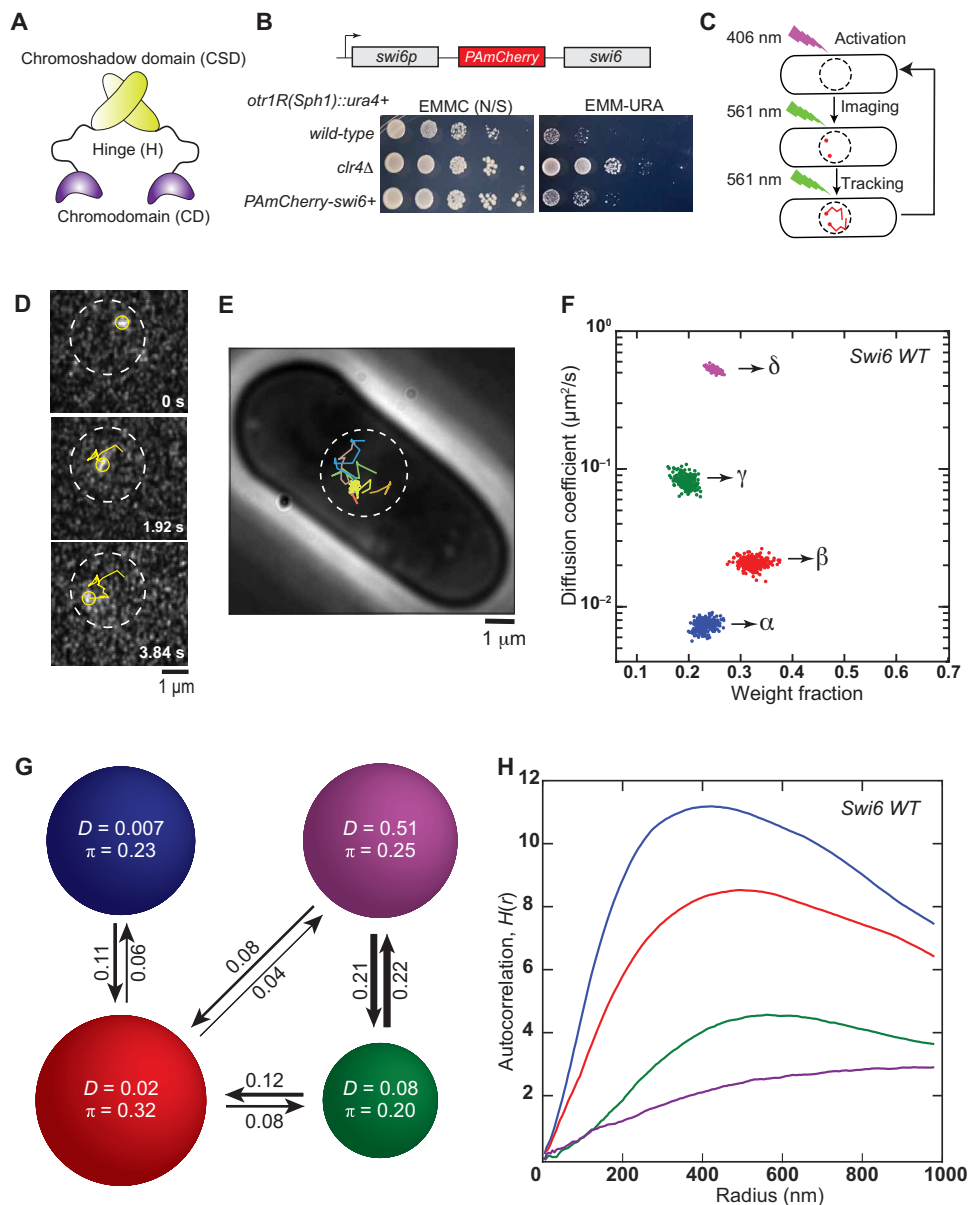 A
Chromoshadow domain (CSD)
Hinge (H)
Chromodomain (CD)
B
swi6p
PAmCherry
swi6
otr1R(Sph1)::ura4+
EMMC (N/S)
EMM-URA
wild-type
clr4Δ
PAmCherry-swi6+
C
406 nm
Activation
Imaging
561 nm
Tracking
561 nm
D
0 s
1.92 s
3.84 s
1 µm
E
1 µm
F
Swi6 WT
Diffusion coefficient (µm²/s)
10⁰
10⁻¹
10⁻²
δ
γ
β
α
0.1 0.2 0.3 0.4 0.5 0.6 0.7
Weight fraction
G
D = 0.007
π = 0.23
D = 0.51
π = 0.25
0.11
0.06
0.08
0.04
0.21
0.22
D = 0.02
π = 0.32
0.12
0.08
D = 0.08
π = 0.20
H
Swi6 WT
Autocorrelation, H(r)
12
10
8
6
4
2
0 200 400 600 800 1000
Radius (nm)